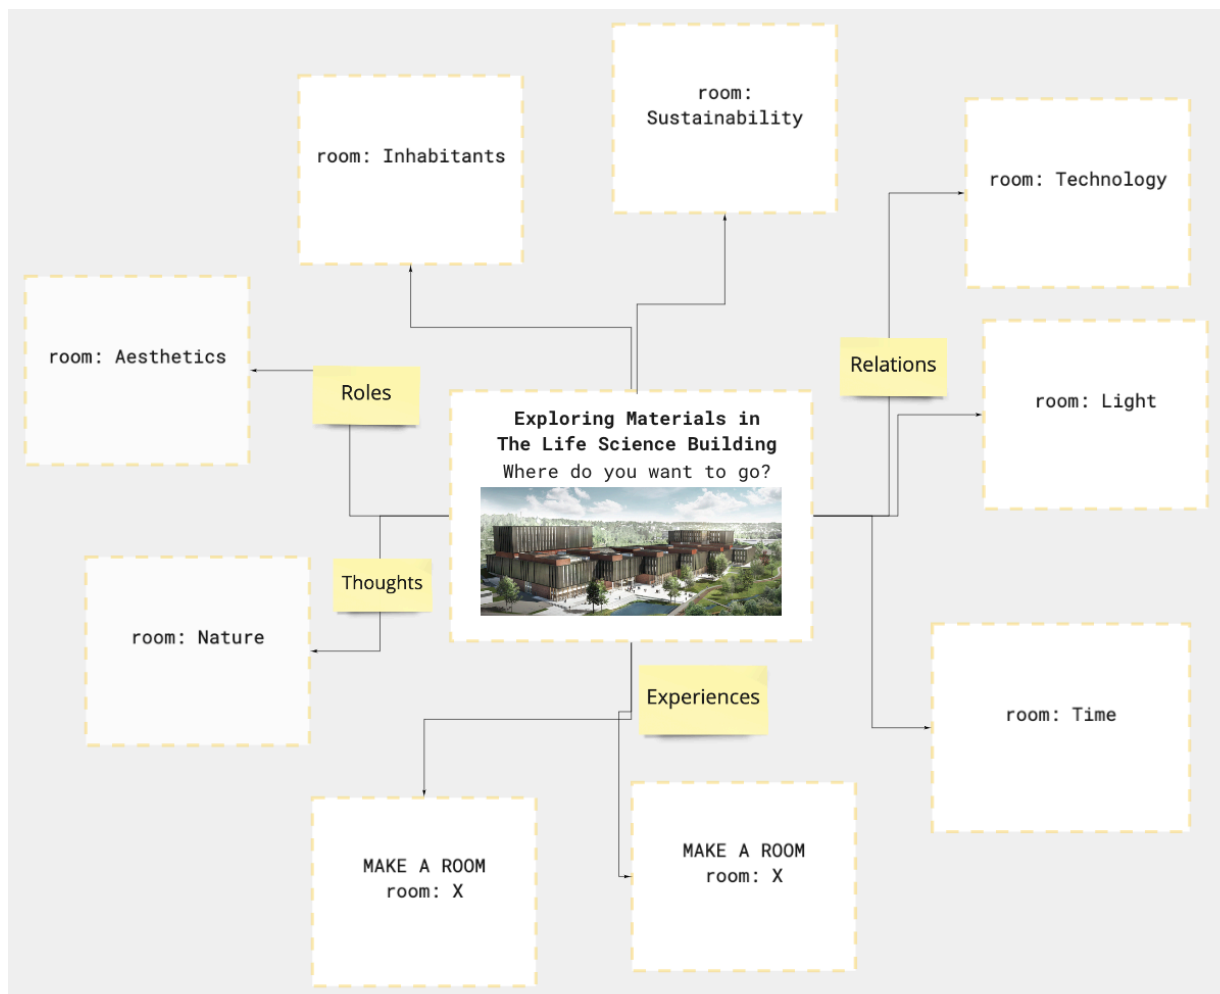 room:
Sustainability
room: Inhabitants
room: Technology
room: Aesthetics
Roles
Relations
room: Light
Exploring Materials in
The Life Science Building
Where do you want to go?
Thoughts
room: Nature
Experiences
room: Time
MAKE A ROOM
room: X
MAKE A ROOM
room: X